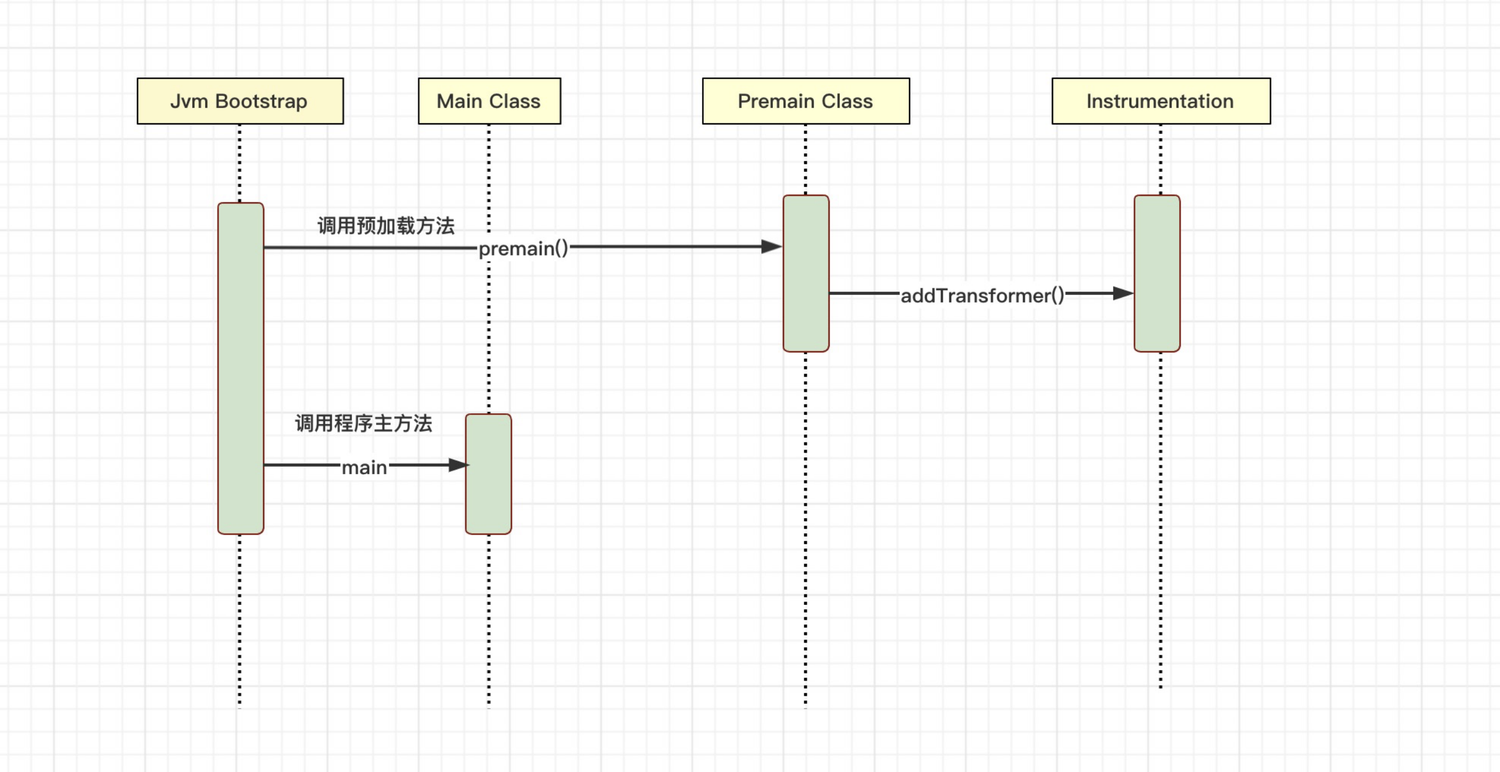 Jvm Bootstrap
Main Class
Premain Class
Instrumentation
调用预加载方法
premain()
addTransformer()
调用程序主方法
main